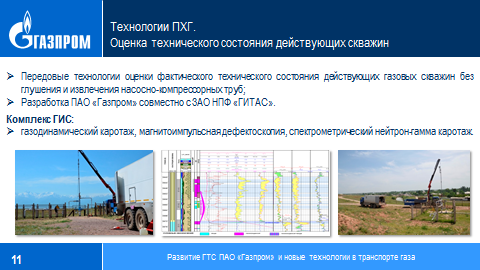 ГАЗПРОМ
Технологии ПХГ.
Оценка технического состояния действующих скважин
Передовые технологии оценки фактического технического состояния действующих газовых скважин без
глушения и извлечения насосно-компрессорных труб;
Разработка ПАО «Газпром» совместно с ЗАО НПФ «ГИТАС».
Комплекс ГИС:
газодинамический каротаж, магнитоимпульсная дефектоскопия, спектрометрический нейтрон-гамма каротаж.
11
Развитие ГТС ПАО «Газпром» и новые технологии в транспорте газа